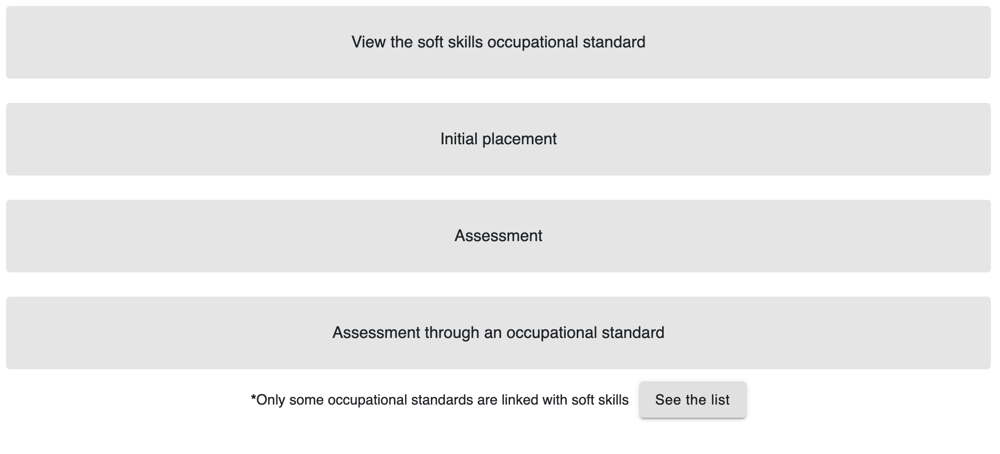 View the soft skills occupational standard
Initial placement
Assessment
Assessment through an occupational standard
*Only some occupational standards are linked with soft skills
See the list